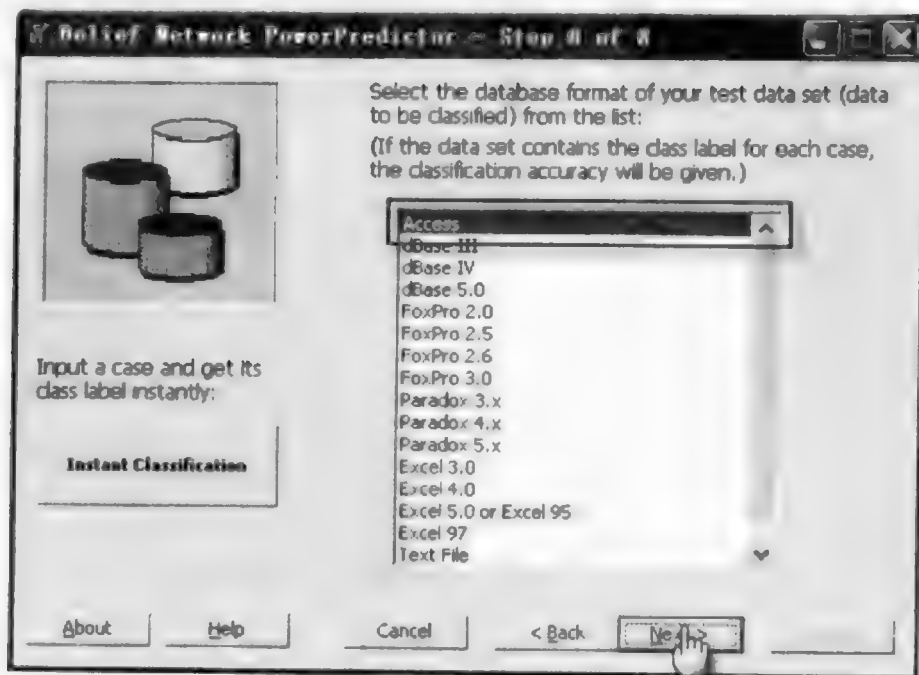 Belief Network PowerPredictor - Step of
Select the database format of your test data set (data
to be classified) from the list:
(If the data set contains the class label for each case,
the classification accuracy will be given.)
Access
dBase III
dBase IV
dBase 5.0
FoxPro 2.0
FoxPro 2.5
FoxPro 2.6
FoxPro 3.0
Paradox 3.x
Paradox 4.x
Paradox 5.x
Excel 3.0
Excel 4.0
Excel 5.0 or Excel 95
Excel 97
Text File
Input a case and get its
class label instantly:
Instant Classification
About
Help
Cancel
< Back